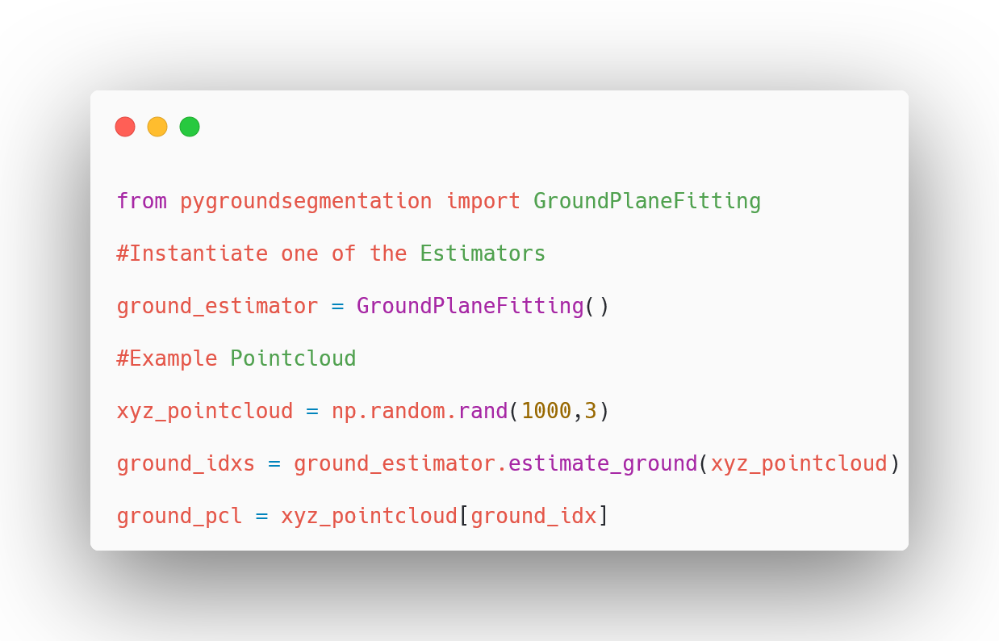 from pygroundsegmentation import GroundPlaneFitting
#Instantiate one of the Estimators
ground_estimator = GroundPlaneFitting()
#Example Pointcloud
xyz_pointcloud = np.random.rand(1000,3)
ground_idxs = ground_estimator.estimate_ground(xyz_pointcloud)
ground_pcl = xyz_pointcloud[ground_idx]